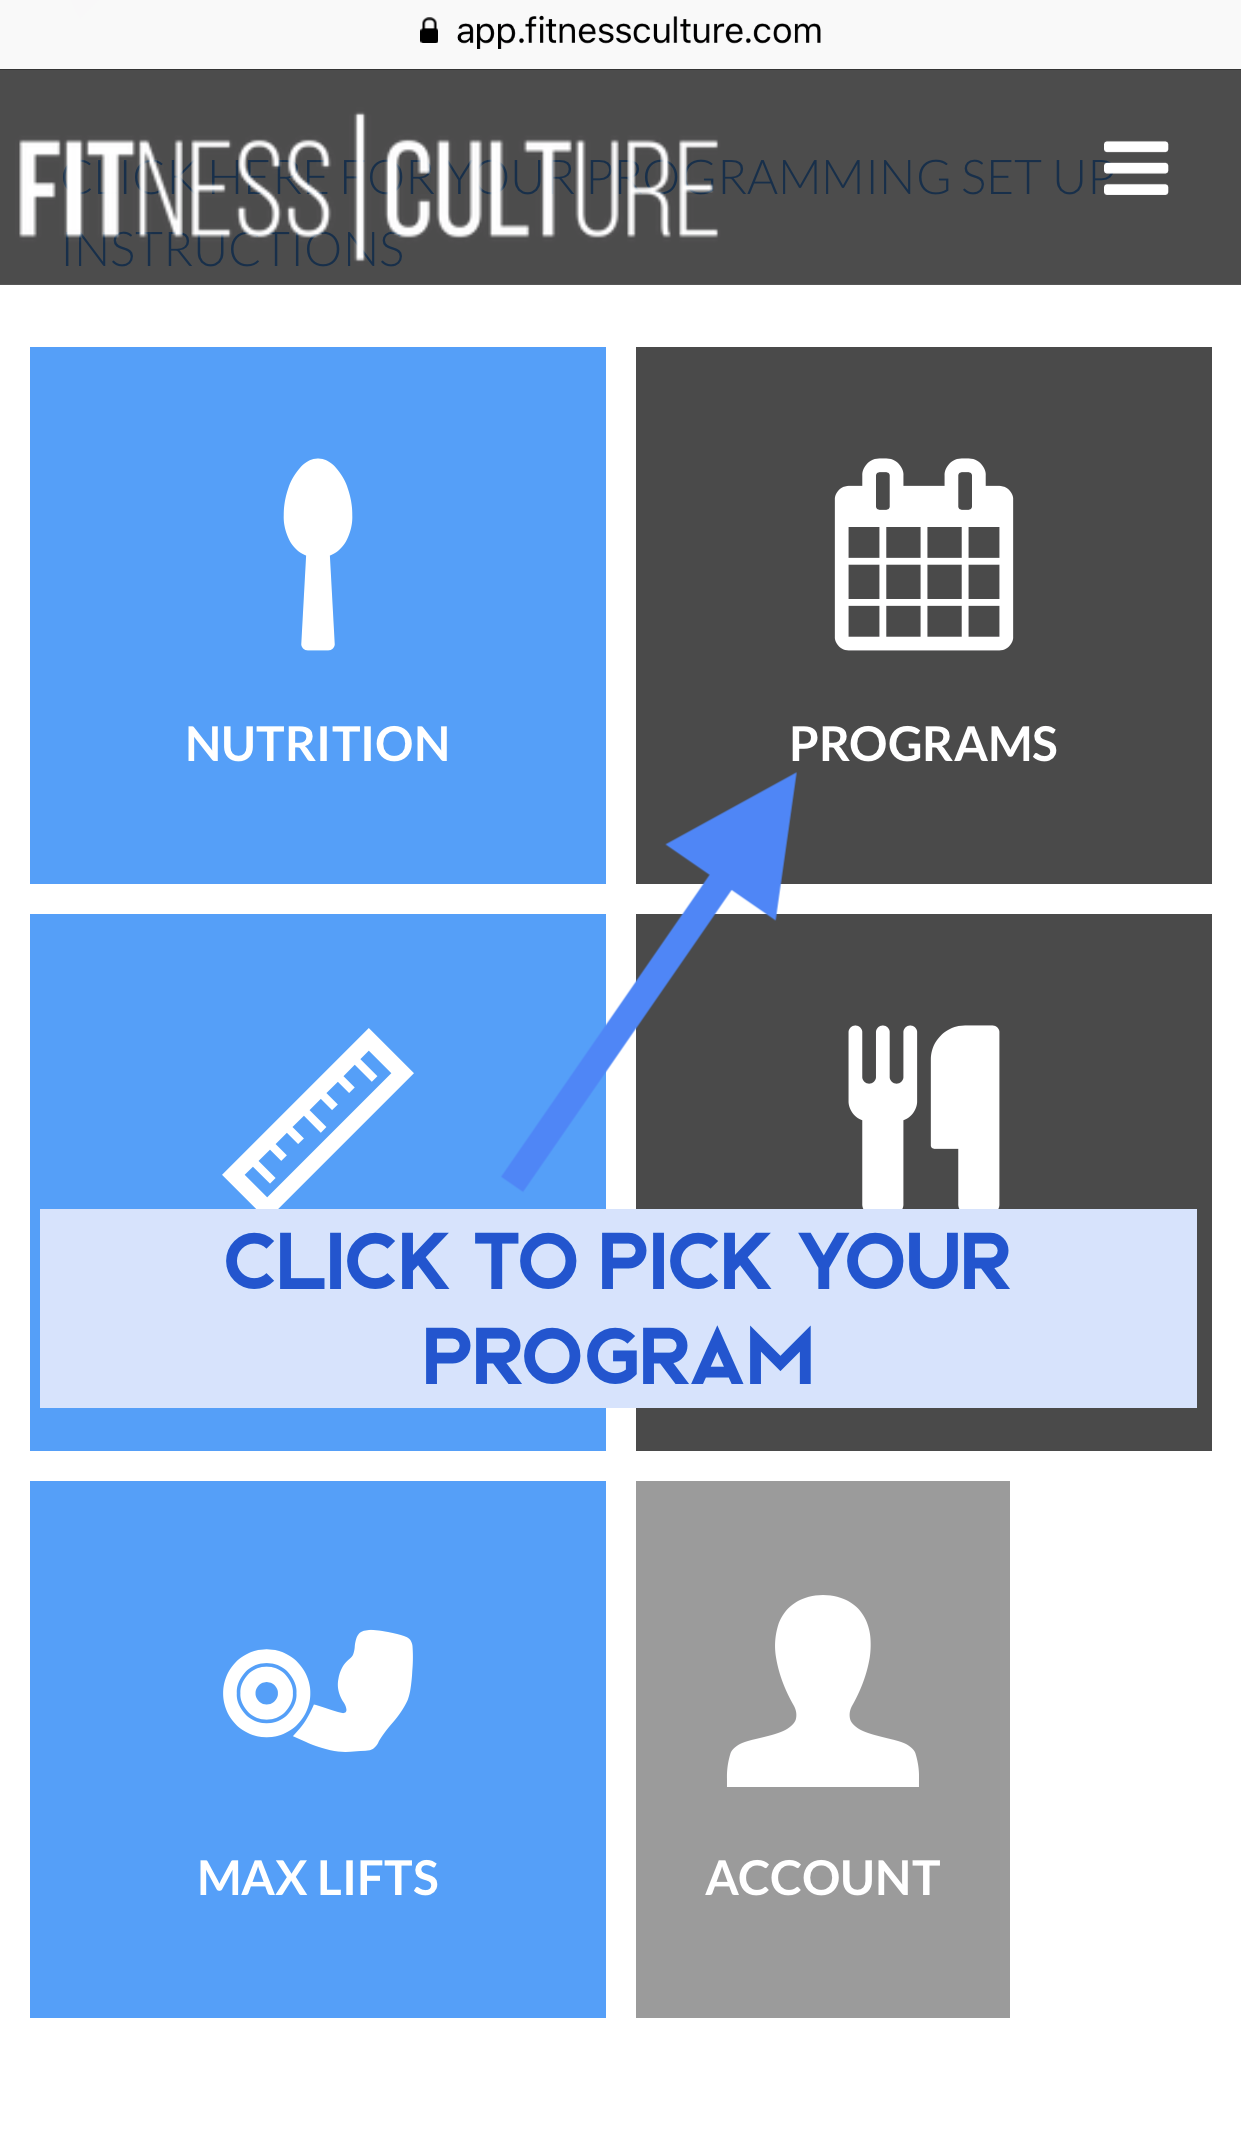 app.fitnessculture.com
FITNESS|CULTURE
CLICK HERE FOR YOUR PROGRAMMING SET UP
INSTRUCTIONS
NUTRITION
PROGRAMS
CLICK TO PICK YOUR
PROGRAM
MAX LIFTS
ACCOUNT